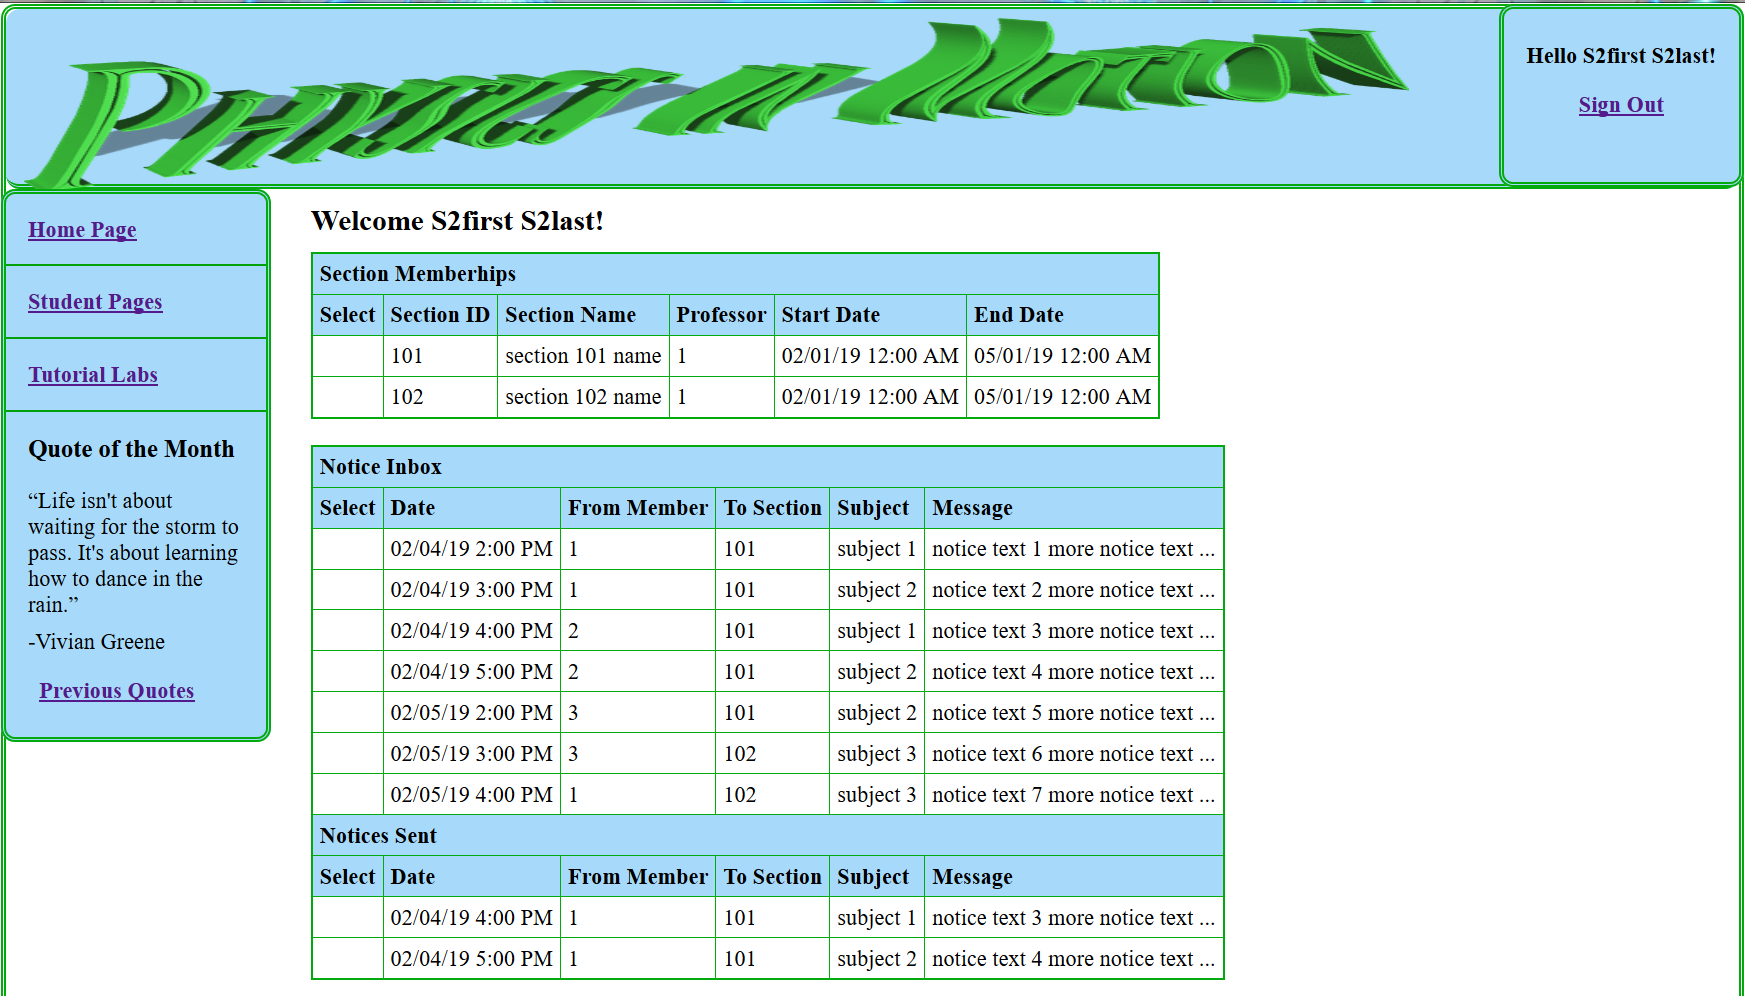 Physics in Motion
Hello S2first S2last!
Sign Out
Home Page
Student Pages
Tutorial Labs
Quote of the Month
“Life isn't about
waiting for the storm to
pass. It's about learning
how to dance in the
rain.”
-Vivian Greene
Previous Quotes
Welcome S2first S2last!
Section Memberhips
Select Section ID Section Name Professor Start Date End Date
101 section 101 name 1 02/01/19 12:00 AM 05/01/19 12:00 AM
102 section 102 name 1 02/01/19 12:00 AM 05/01/19 12:00 AM
Notice Inbox
Select Date From Member To Section Subject Message
02/04/19 2:00 PM 1 101 subject 1 notice text 1 more notice text ...
02/04/19 3:00 PM 1 101 subject 2 notice text 2 more notice text ...
02/04/19 4:00 PM 2 101 subject 1 notice text 3 more notice text ...
02/04/19 5:00 PM 2 101 subject 2 notice text 4 more notice text ...
02/05/19 2:00 PM 3 101 subject 2 notice text 5 more notice text ...
02/05/19 3:00 PM 3 102 subject 3 notice text 6 more notice text ...
02/05/19 4:00 PM 1 102 subject 3 notice text 7 more notice text ...
Notices Sent
Select Date From Member To Section Subject Message
02/04/19 4:00 PM 1 101 subject 1 notice text 3 more notice text ...
02/04/19 5:00 PM 1 101 subject 2 notice text 4 more notice text ...